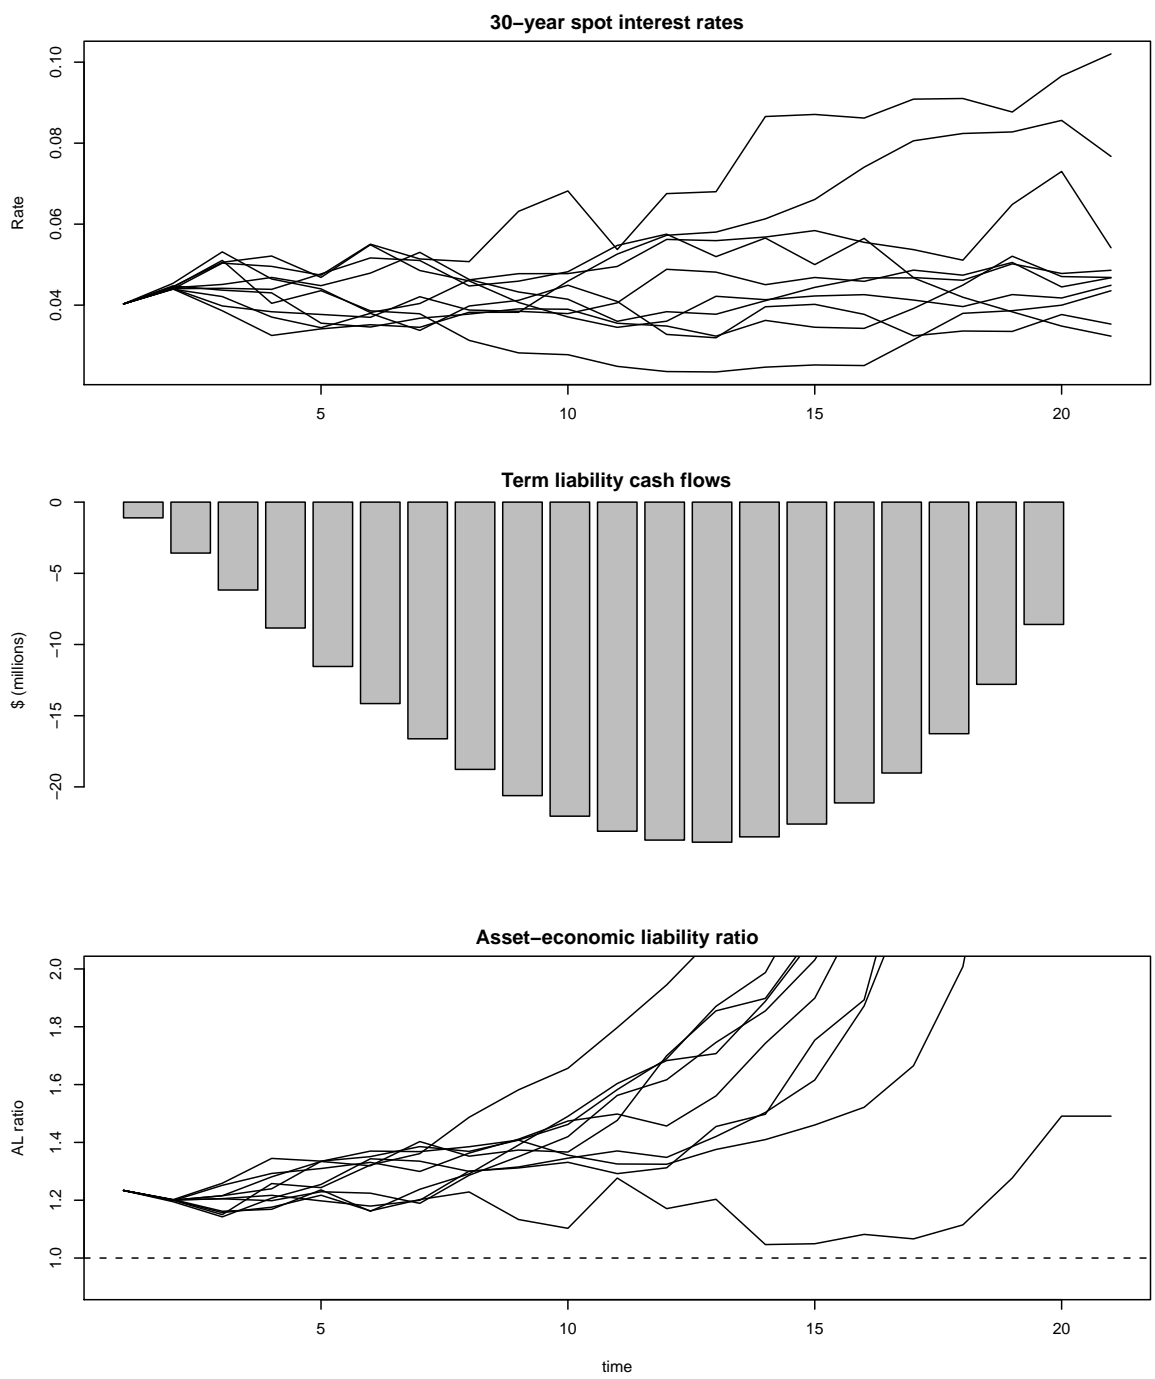 30−year spot interest rates
Rate
0.10
0.08
0.06
0.04
5 10 15 20
Term liability cash flows
$ (millions)
0
−5
−10
−15
−20
Asset−economic liability ratio
AL ratio
2.0
1.8
1.6
1.4
1.2
1.0
5 10 15 20
time